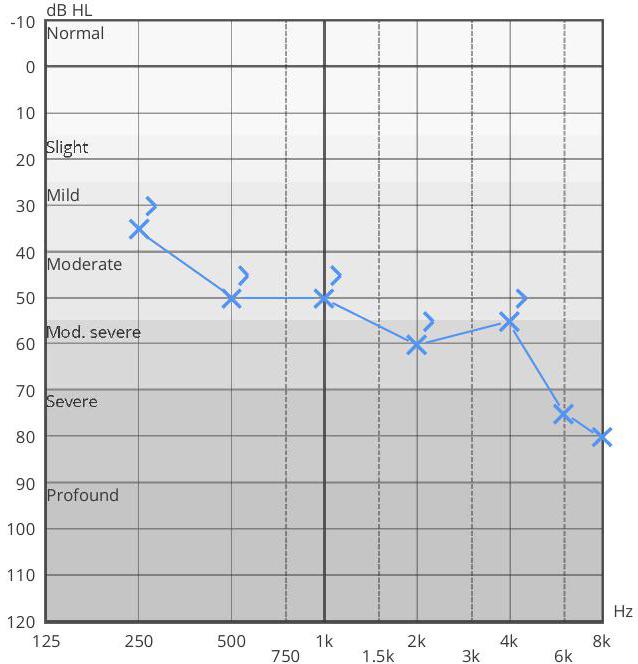 dB HL
-10
Normal
0
10
Slight
20
Mild
30
40
Moderate
50
Mod. severe
60
70
Severe
80
90
Profound
100
110
120
Hz
125 250 500 1k 2k 4k 8k
750 1.5k 3k 6k